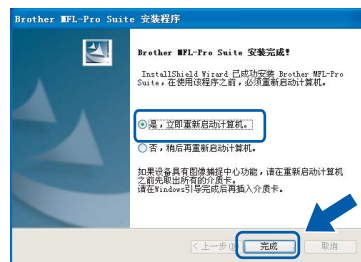 Brother MFL-Pro Suite 安装程序
Brother MFL-Pro Suite 安装完成!
InstallShield Wizard 已成功安装 Brother MFL-Pro
Suite，在使用该程序之前，必须重新启动计算机。
是，立即重新启动计算机。
否，稍后再重新启动计算机。
如果设备具有图像捕捉中心功能，请在重新启动计算机
之前先取出所有的介质卡。
请在Windows引导完成后再插入介质卡。
<上一步(B) 完成 取消